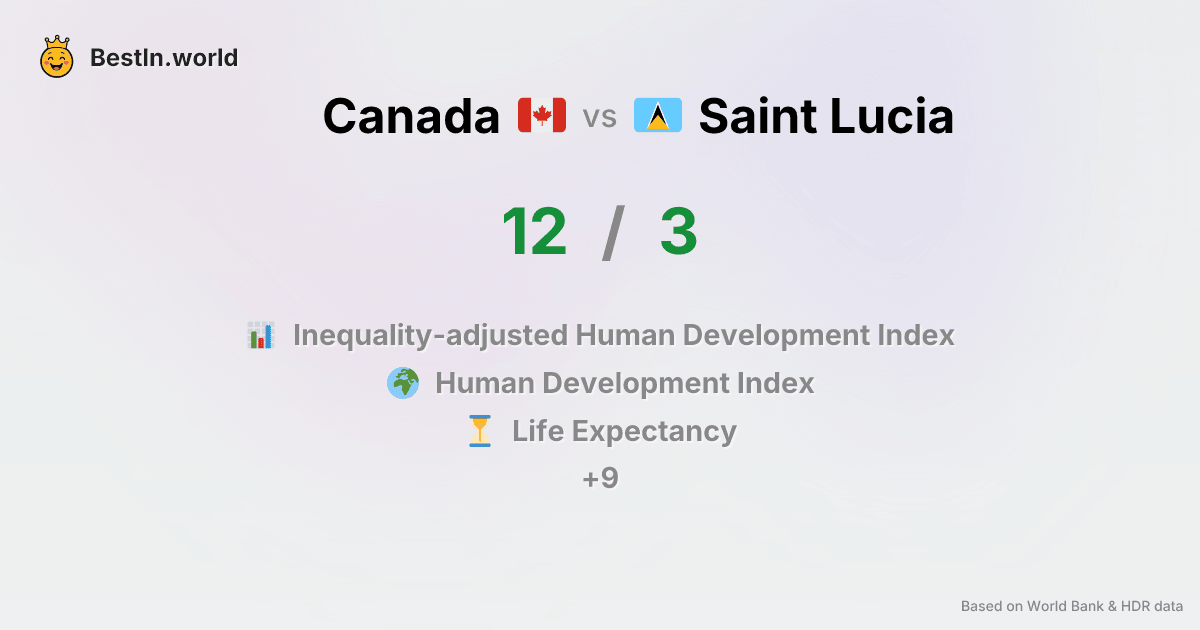 BestIn.world
Canada vs Saint Lucia
12 / 3
Inequality-adjusted Human Development Index
Human Development Index
Life Expectancy
+9
Based on World Bank & HDR data